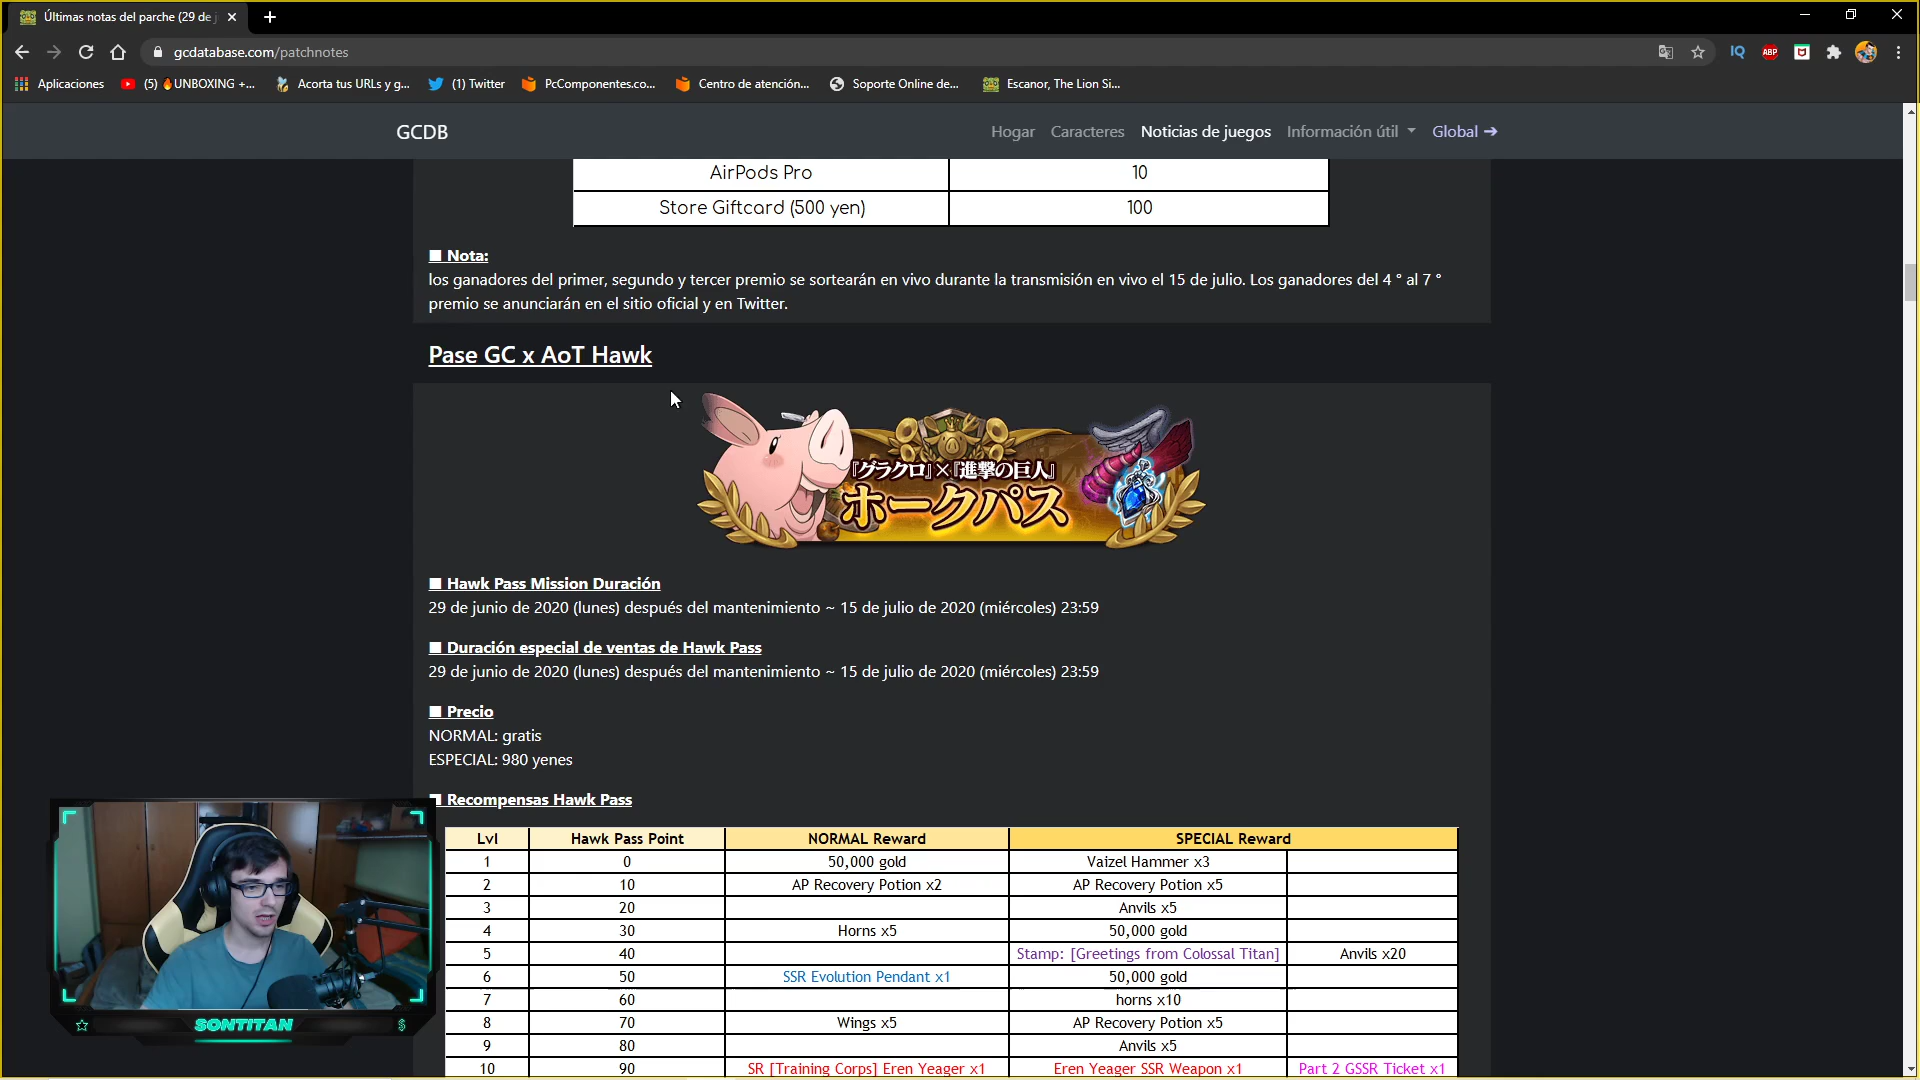 Últimas notas del parche (29 de j
gcdatabase.com/patchnotes
Aplicaciones
(5) 🔥UNBOXING +...
Acorta tus URLs y g...
(1) Twitter
PcComponentes.co...
Centro de atención...
Soporte Online de...
Escanor, The Lion Si...
GCDB
Hogar
Caracteres
Noticias de juegos
Información útil
Global ➔
AirPods Pro 10
Store Giftcard (500 yen) 100
■ Nota:
los ganadores del primer, segundo y tercer premio se sortearán en vivo durante la transmisión en vivo el 15 de julio. Los ganadores del 4 ° al 7 °
premio se anunciarán en el sitio oficial y en Twitter.
Pase GC x AoT Hawk
『グラクロ』×『進撃の巨人』
ホークパス
■ Hawk Pass Mission Duración
29 de junio de 2020 (lunes) después del mantenimiento ~ 15 de julio de 2020 (miércoles) 23:59
■ Duración especial de ventas de Hawk Pass
29 de junio de 2020 (lunes) después del mantenimiento ~ 15 de julio de 2020 (miércoles) 23:59
■ Precio
NORMAL: gratis
ESPECIAL: 980 yenes
■ Recompensas Hawk Pass
Lvl Hawk Pass Point NORMAL Reward SPECIAL Reward
1 0 50,000 gold Vaizel Hammer x3
2 10 AP Recovery Potion x2 AP Recovery Potion x5
3 20 Anvils x5
4 30 Horns x5 50,000 gold
5 40 Stamp: [Greetings from Colossal Titan] Anvils x20
6 50 SSR Evolution Pendant x1 50,000 gold
7 60 horns x10
8 70 Wings x5 AP Recovery Potion x5
9 80 Anvils x5
10 90 SR [Training Corps] Eren Yeager x1 Eren Yeager SSR Weapon x1 Part 2 GSSR Ticket x1
SONTITAN
IQ
ABP